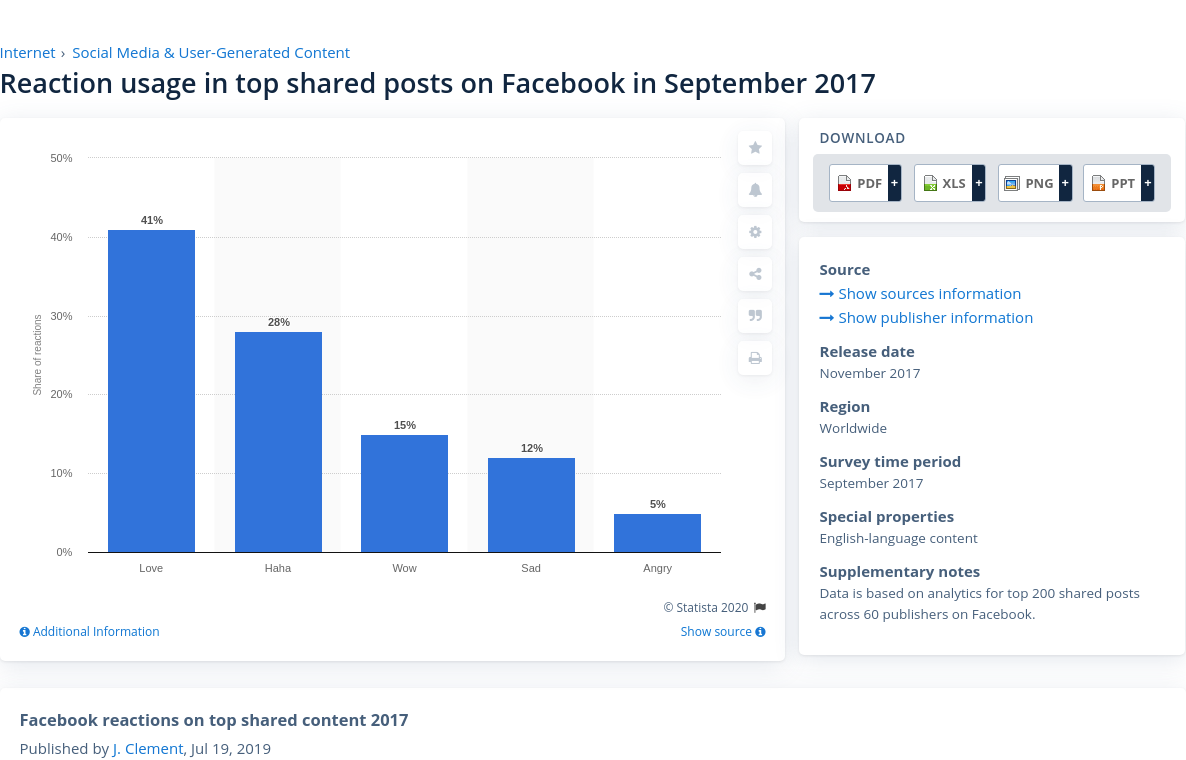 Internet › Social Media & User-Generated Content
Reaction usage in top shared posts on Facebook in September 2017
50%
40%
30%
20%
10%
0%
Share of reactions
41%
28%
15%
12%
5%
Love
Haha
Wow
Sad
Angry
© Statista 2020
Additional Information
Show source
DOWNLOAD
PDF +
XLS +
PNG +
PPT +
Source
Show sources information
Show publisher information
Release date
November 2017
Region
Worldwide
Survey time period
September 2017
Special properties
English-language content
Supplementary notes
Data is based on analytics for top 200 shared posts
across 60 publishers on Facebook.
Facebook reactions on top shared content 2017
Published by J. Clement, Jul 19, 2019